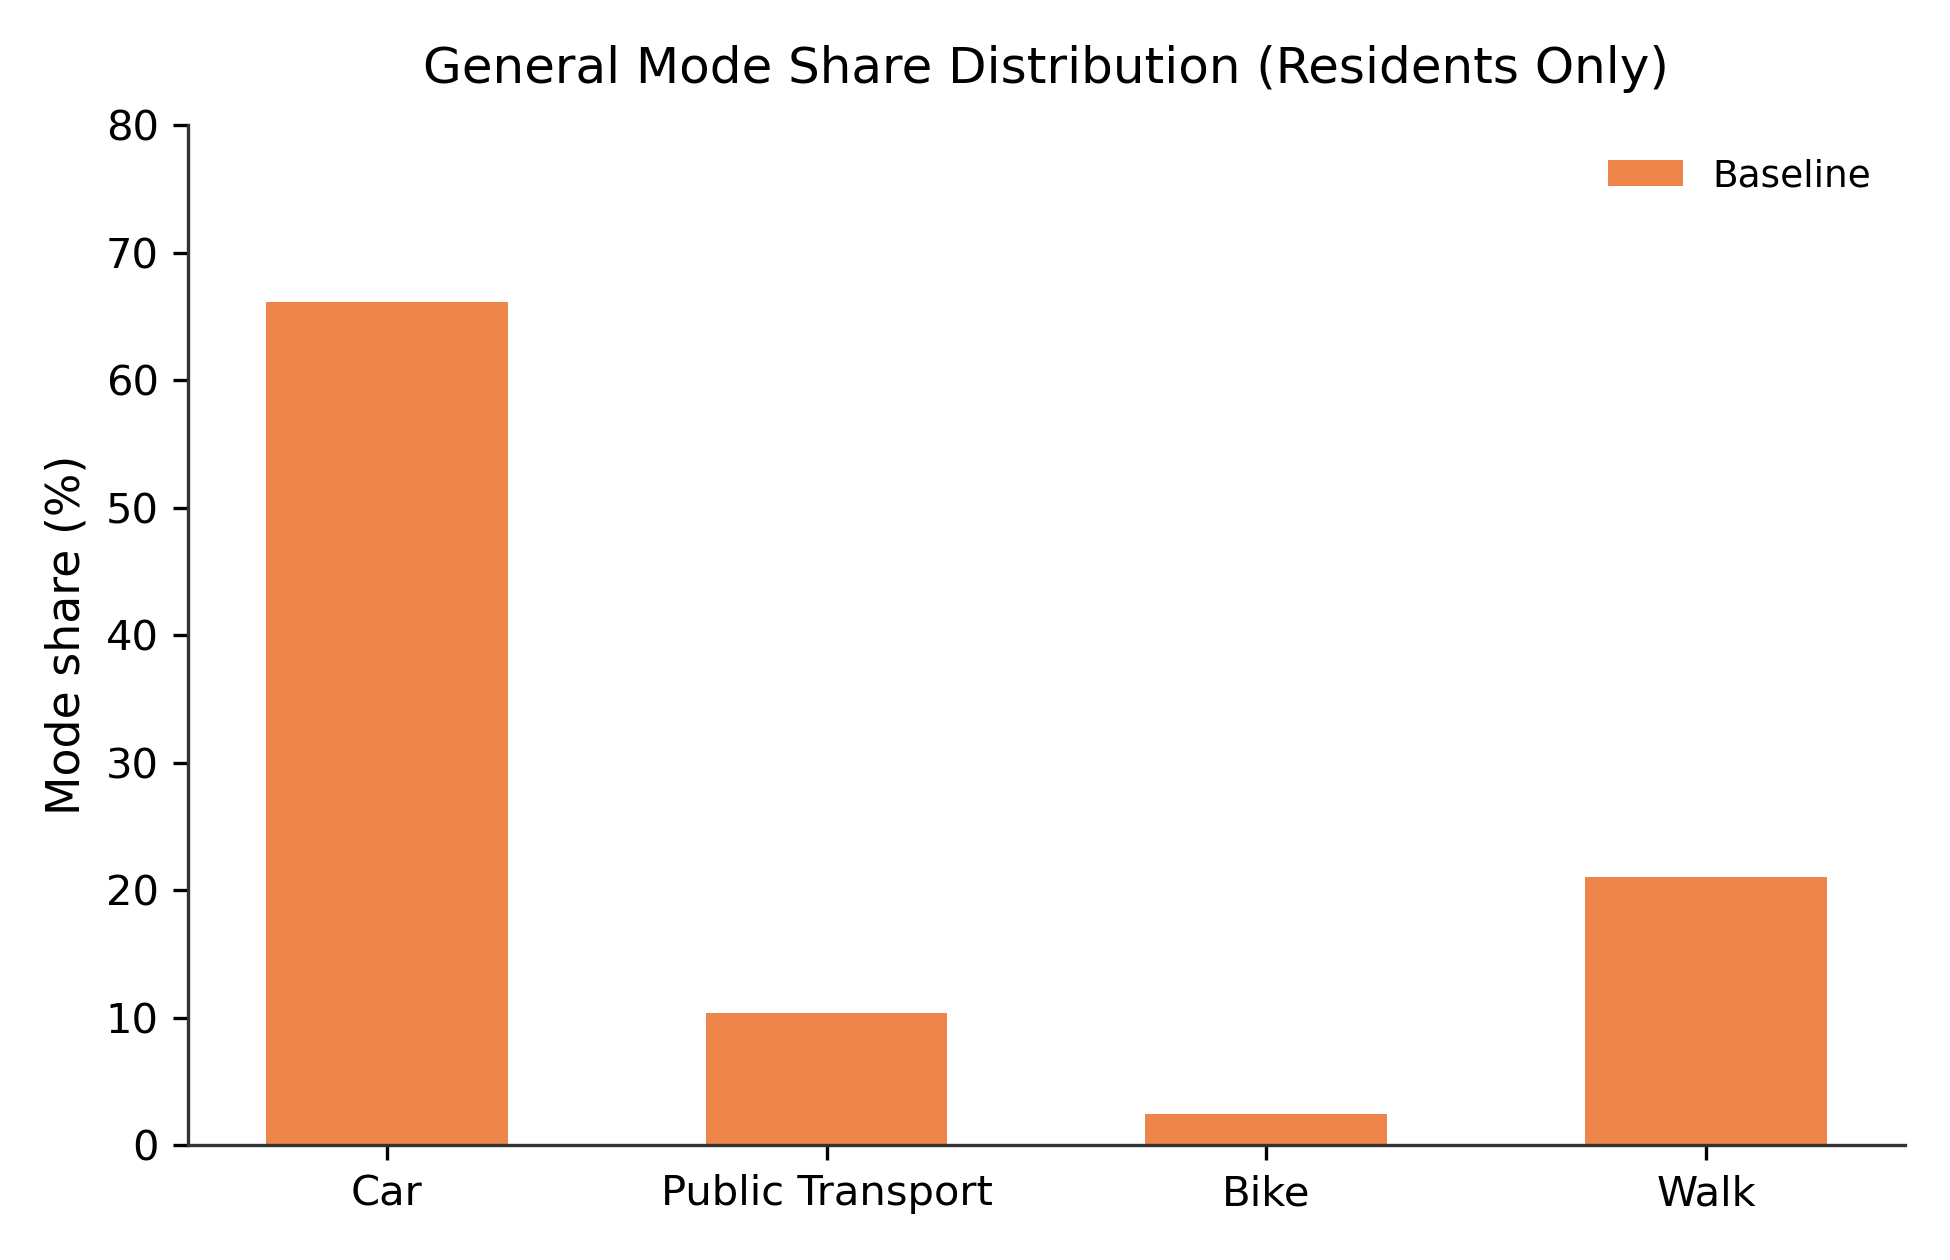 General Mode Share Distribution (Residents Only)
Baseline
Mode share (%)
80
70
60
50
40
30
20
10
0
Car
Public Transport
Bike
Walk